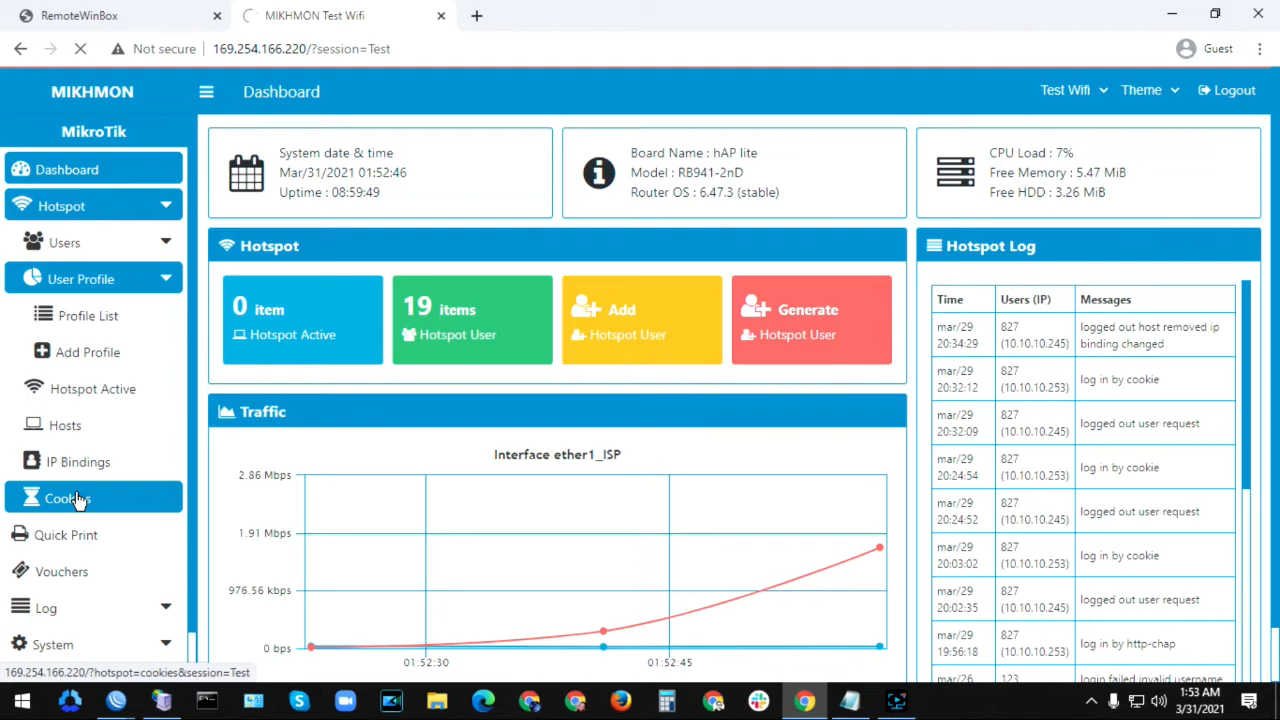 RemoteWinBox
MIKHMON Test Wifi
Not secure
169.254.166.220/?session=Test
Guest
MIKHMON
Dashboard
Test Wifi
Theme
Logout
MikroTik
Dashboard
Hotspot
Users
User Profile
Profile List
Add Profile
Hotspot Active
Hosts
IP Bindings
Cookies
Quick Print
Vouchers
Log
System
System date & time
Mar/31/2021 01:52:46
Uptime : 08:59:49
Board Name : hAP lite
Model : RB941-2nD
Router OS : 6.47.3 (stable)
CPU Load : 7%
Free Memory : 5.47 MiB
Free HDD : 3.26 MiB
Hotspot
0 item
Hotspot Active
19 items
Hotspot User
Add
Hotspot User
Generate
Hotspot User
Traffic
Interface ether1_ISP
2.86 Mbps
1.91 Mbps
976.56 kbps
0 bps
01:52:30
01:52:45
Hotspot Log
Time Users (IP) Messages
mar/29 827 logged out host removed ip
20:34:29 (10.10.10.245) binding changed
mar/29 827 log in by cookie
20:32:12 (10.10.10.253)
mar/29 827 logged out user request
20:32:09 (10.10.10.245)
mar/29 827 log in by cookie
20:24:54 (10.10.10.253)
mar/29 827 logged out user request
20:24:52 (10.10.10.245)
mar/29 827 log in by cookie
20:03:02 (10.10.10.253)
mar/29 827 logged out user request
20:02:35 (10.10.10.245)
mar/29 827 log in by http-chap
19:56:18 (10.10.10.253)
mar/26 123 login failed invalid username
169.254.166.220/?hotspot=cookies&session=Test
1:53 AM
3/31/2021